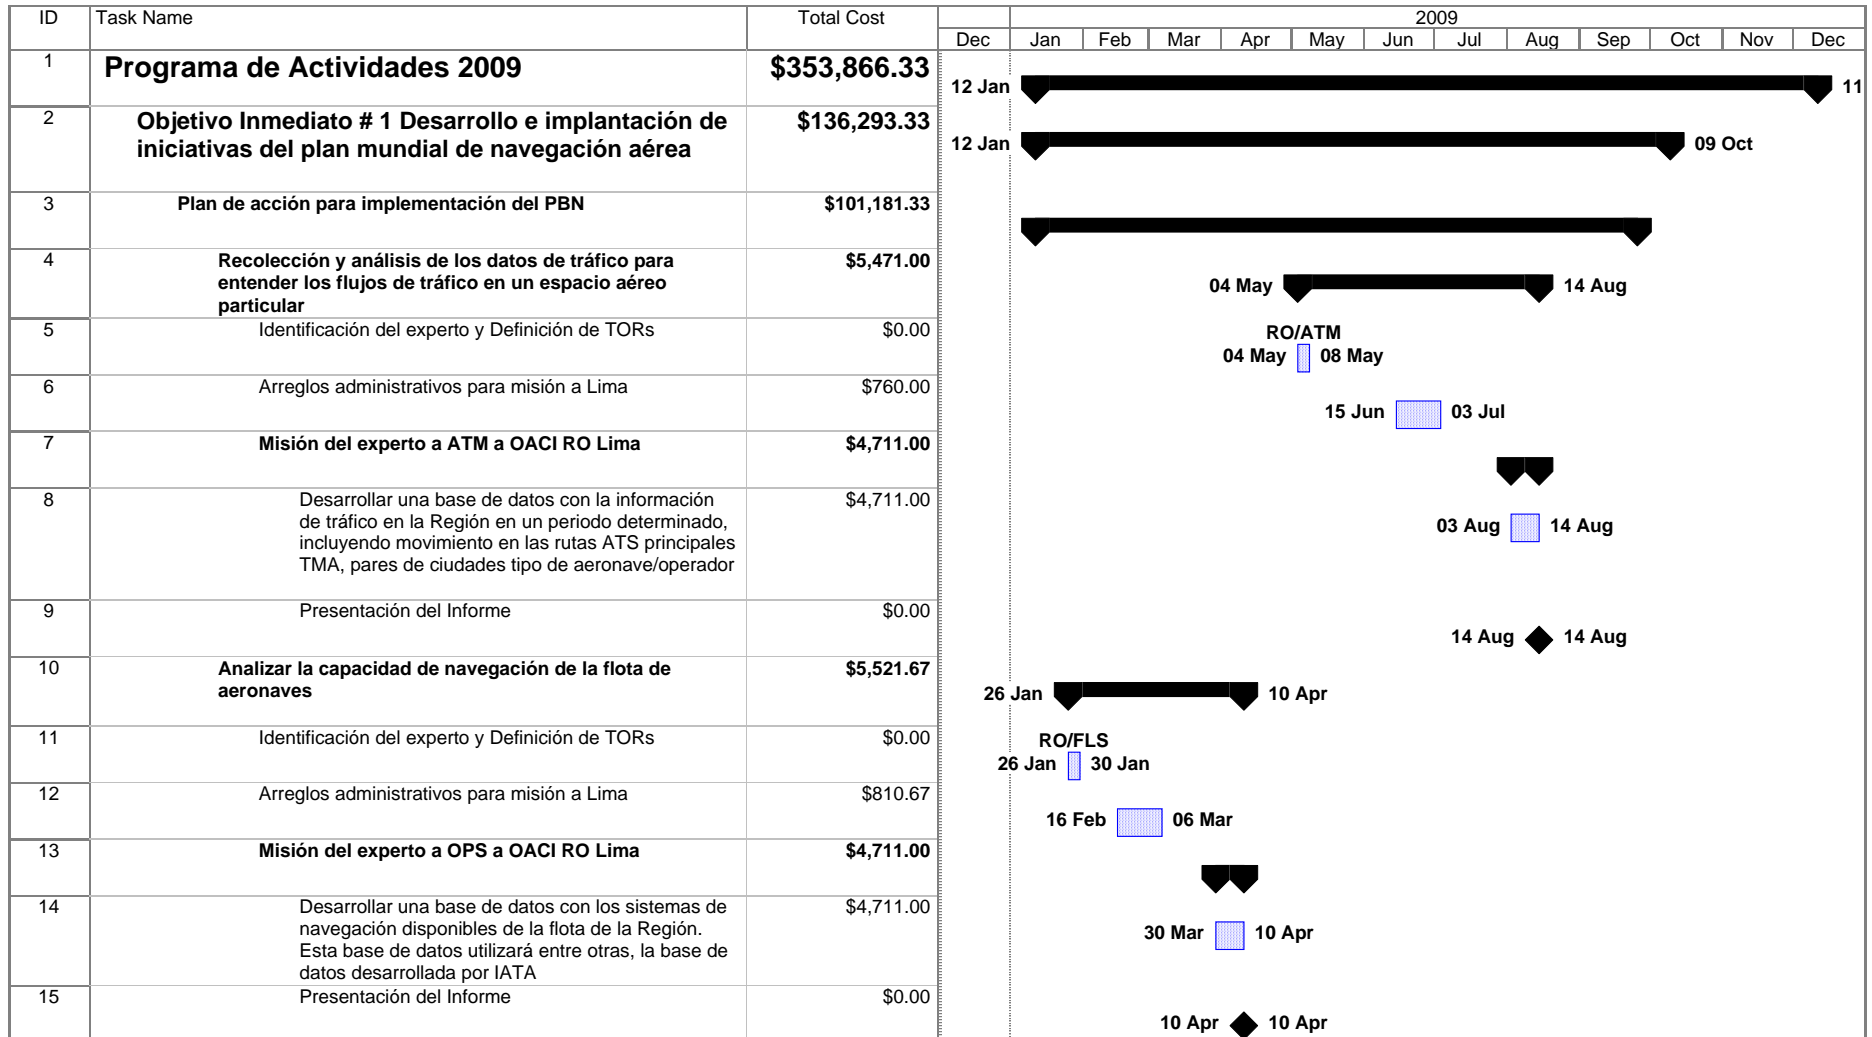 ID Task Name Total Cost 2009
Dec Jan Feb Mar Apr May Jun Jul Aug Sep Oct Nov Dec
1 Programa de Actividades 2009 $353,866.33 12 Jan 11
2 Objetivo Inmediato # 1 Desarrollo e implantación de $136,293.33
iniciativas del plan mundial de navegación aérea 12 Jan 09 Oct
3 Plan de acción para implementación del PBN $101,181.33
4 Recolección y análisis de los datos de tráfico para $5,471.00
entender los flujos de tráfico en un espacio aéreo 04 May 14 Aug
particular
5 Identificación del experto y Definición de TORs $0.00 RO/ATM
04 May 08 May
6 Arreglos administrativos para misión a Lima $760.00
15 Jun 03 Jul
7 Misión del experto a ATM a OACI RO Lima $4,711.00
8 Desarrollar una base de datos con la información $4,711.00
de tráfico en la Región en un periodo determinado, 03 Aug 14 Aug
incluyendo movimiento en las rutas ATS principales
TMA, pares de ciudades tipo de aeronave/operador
9 Presentación del Informe $0.00
14 Aug 14 Aug
10 Analizar la capacidad de navegación de la flota de $5,521.67
aeronaves 26 Jan 10 Apr
11 Identificación del experto y Definición de TORs $0.00 RO/FLS
26 Jan 30 Jan
12 Arreglos administrativos para misión a Lima $810.67
16 Feb 06 Mar
13 Misión del experto a OPS a OACI RO Lima $4,711.00
14 Desarrollar una base de datos con los sistemas de $4,711.00
navegación disponibles de la flota de la Región. 30 Mar 10 Apr
Esta base de datos utilizará entre otras, la base de
datos desarrollada por IATA
15 Presentación del Informe $0.00
10 Apr 10 Apr